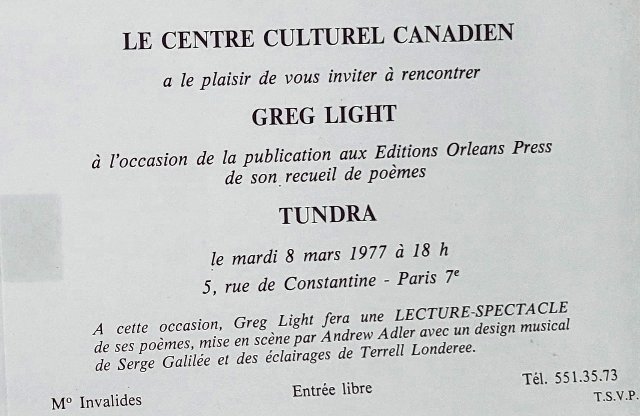 LE CENTRE CULTUREL CANADIEN
a le plaisir de vous inviter à rencontrer
GREG LIGHT
à l'occasion de la publication aux Editions Orleans Press
de son recueil de poèmes
TUNDRA
le mardi 8 mars 1977 à 18 h
5, rue de Constantine - Paris 7e
A cette occasion, Greg Light fera une LECTURE-SPECTACLE
de ses poèmes, mise en scène par Andrew Adler avec un design musical
de Serge Galilée et des éclairages de Terrell Londeree.
Mo Invalides
Entrée libre
Tél. 551.35.73
T.S.V.P.